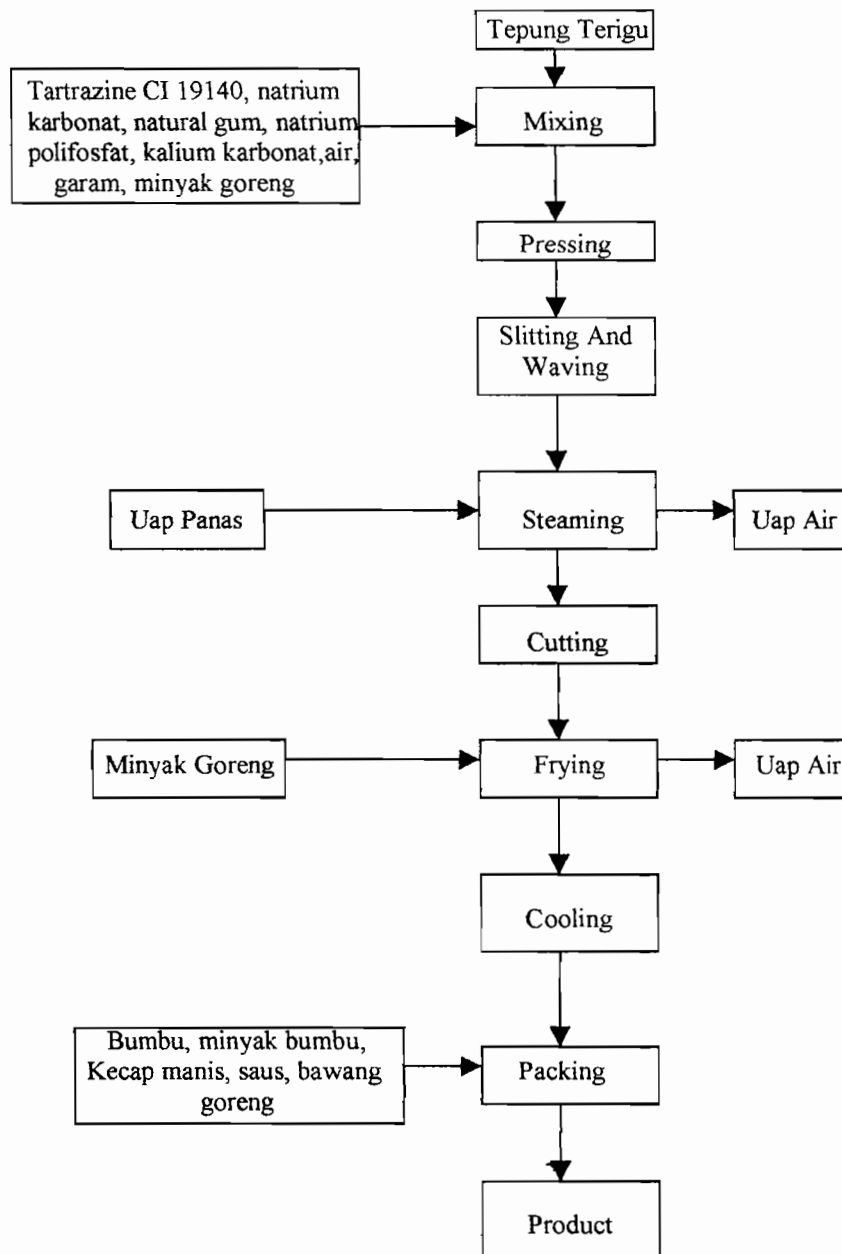 Tepung Terigu
Tartrazine CI 19140, natrium
karbonat, natural gum, natrium
polifosfat, kalium karbonat,air,
garam, minyak goreng
Mixing
Pressing
Slitting And
Waving
Uap Panas
Steaming
Uap Air
Cutting
Minyak Goreng
Frying
Uap Air
Cooling
Bumbu, minyak bumbu,
Kecap manis, saus, bawang
goreng
Packing
Product